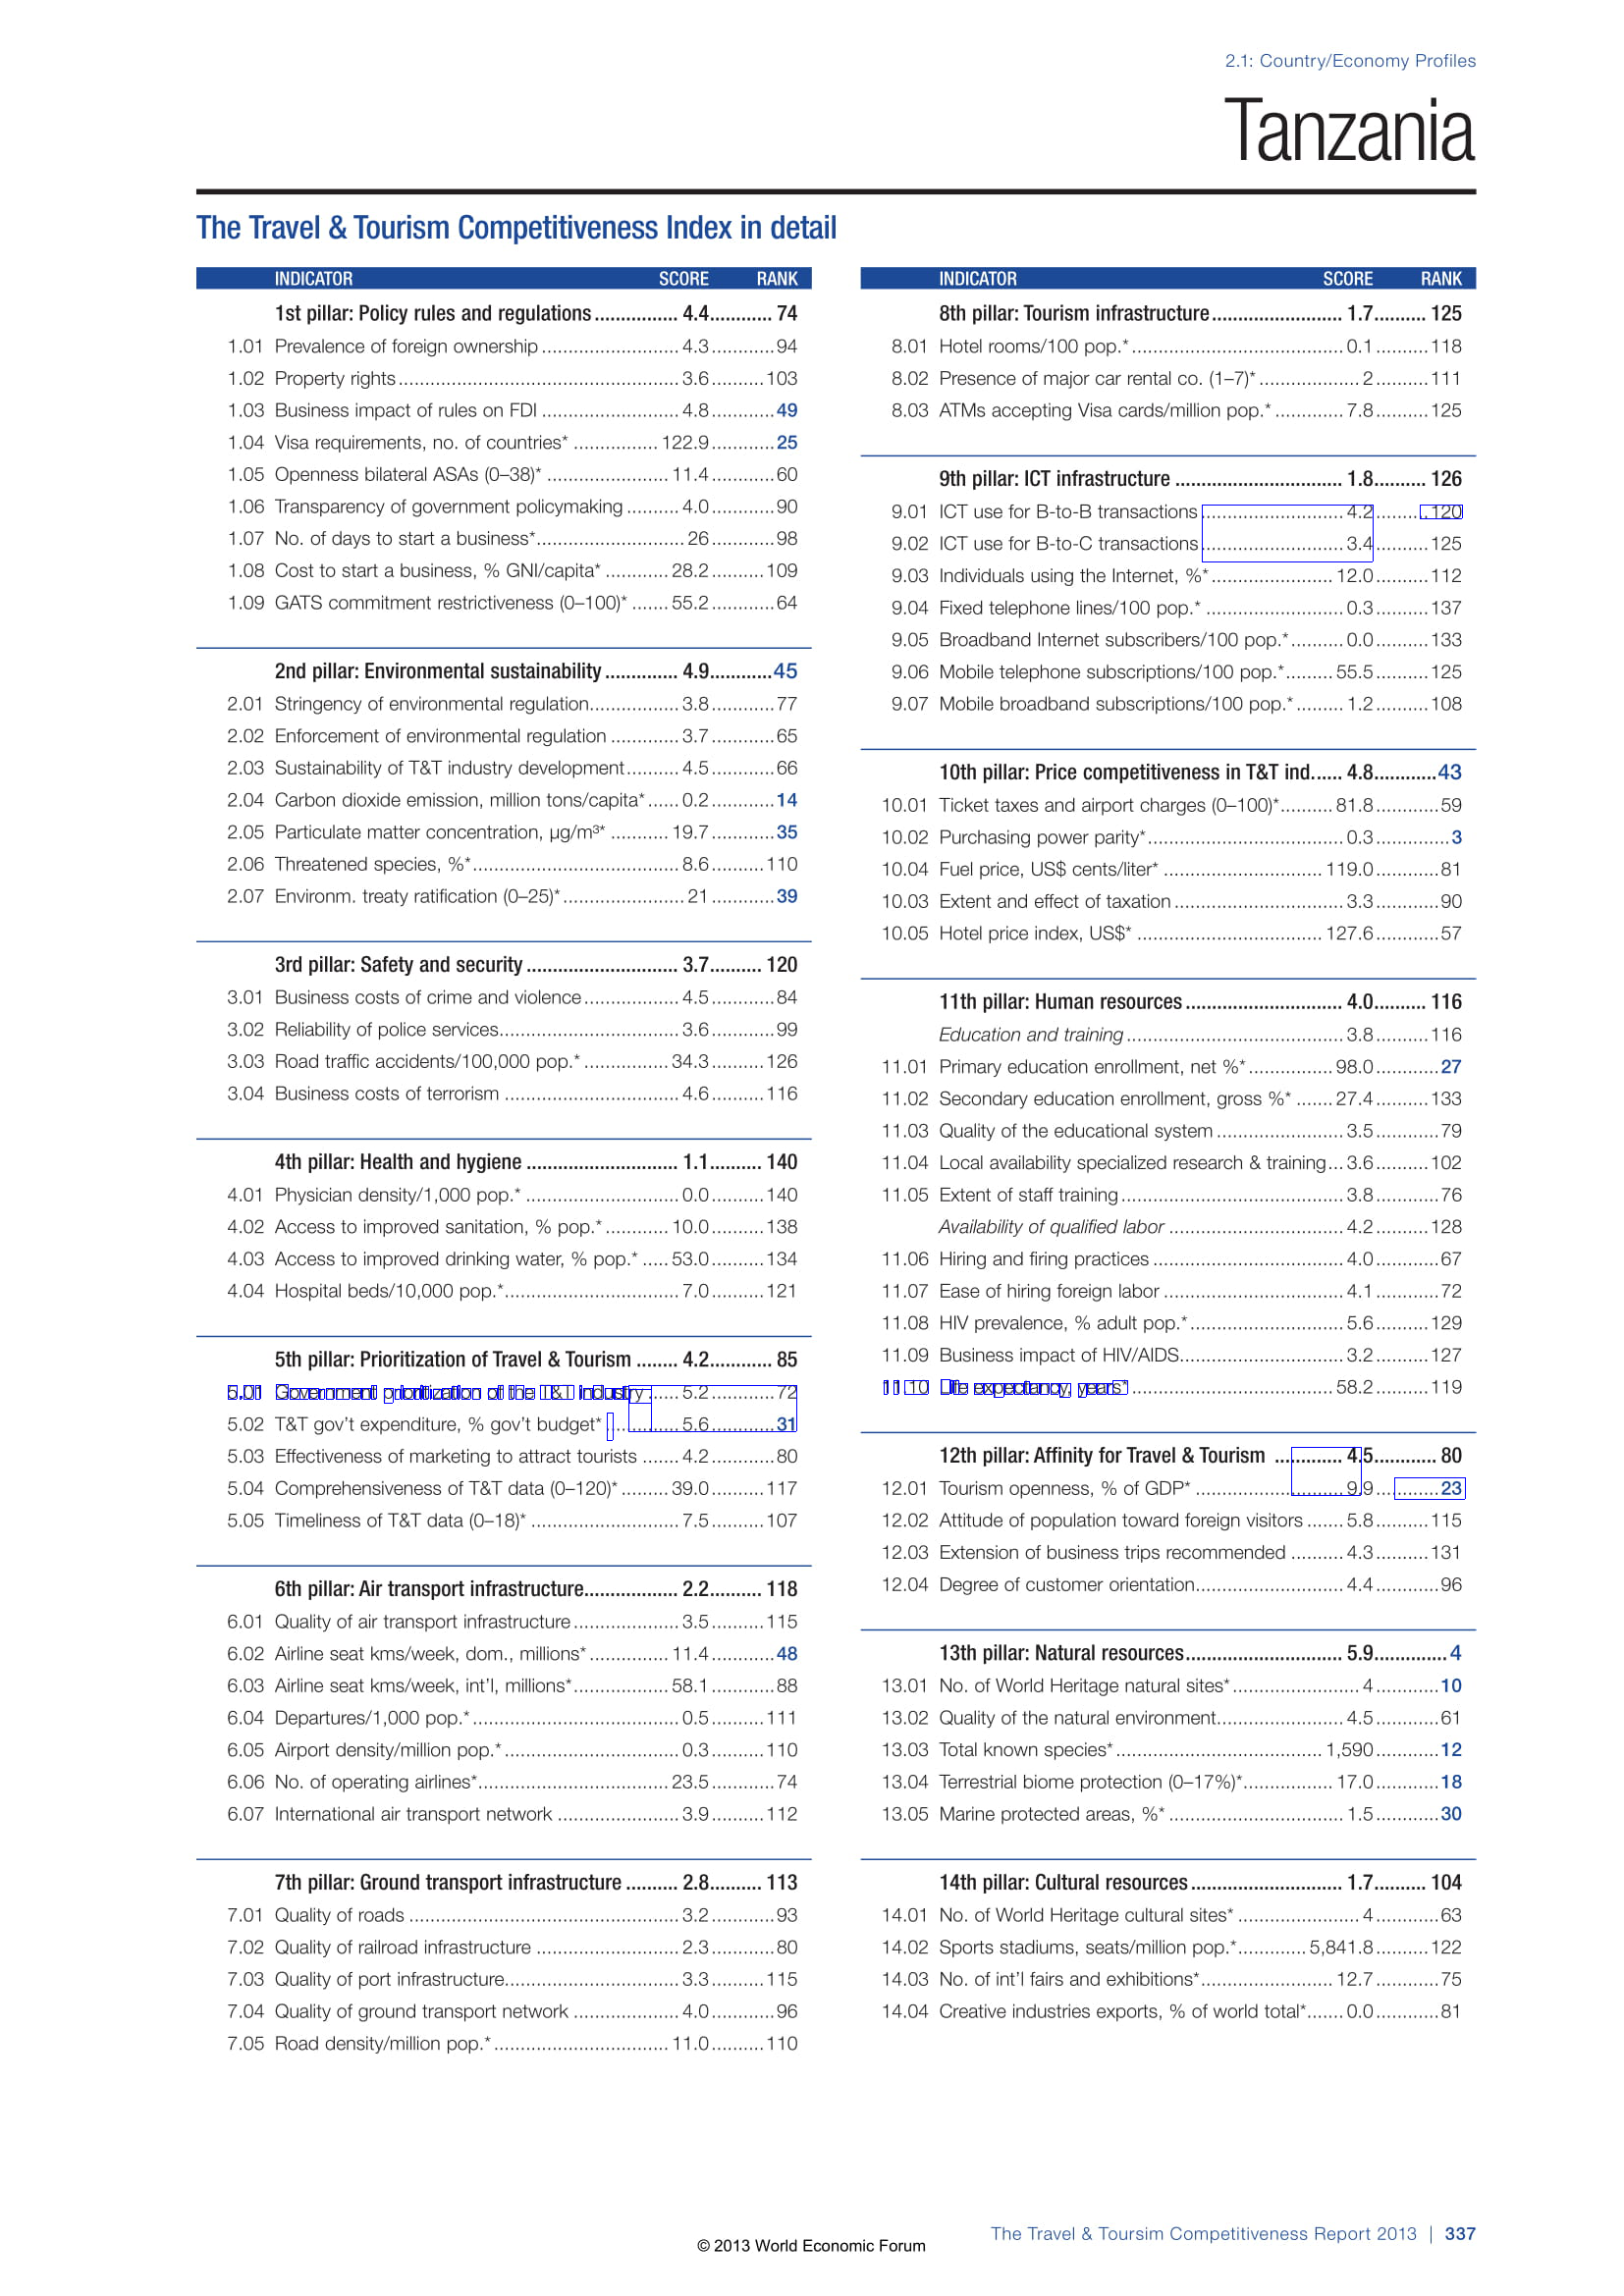 2.1: Country/Economy Profiles
Tanzania
The Travel & Tourism Competitiveness Index in detail
INDICATOR SCORE RANK
1st pillar: Policy rules and regulations ................ 4.4............ 74
1.01 Prevalence of foreign ownership .......................... 4.3 ............ 94
1.02 Property rights ..................................................... 3.6 .......... 103
1.03 Business impact of rules on FDI .......................... 4.8 ............ 49
1.04 Visa requirements, no. of countries* ................ 122.9 ............ 25
1.05 Openness bilateral ASAs (0–38)* ....................... 11.4 ............ 60
1.06 Transparency of government policymaking .......... 4.0 ............ 90
1.07 No. of days to start a business*............................ 26 ............ 98
1.08 Cost to start a business, % GNI/capita* ............ 28.2 .......... 109
1.09 GATS commitment restrictiveness (0–100)* ....... 55.2 ............ 64
2nd pillar: Environmental sustainability .............. 4.9............ 45
2.01 Stringency of environmental regulation................. 3.8 ............ 77
2.02 Enforcement of environmental regulation ............. 3.7 ............ 65
2.03 Sustainability of T&T industry development .......... 4.5 ............ 66
2.04 Carbon dioxide emission, million tons/capita* ...... 0.2 ............ 14
2.05 Particulate matter concentration, µg/m³* ........... 19.7 ............ 35
2.06 Threatened species, %* ....................................... 8.6 .......... 110
2.07 Environm. treaty ratification (0–25)* ....................... 21 ............ 39
3rd pillar: Safety and security ............................. 3.7.......... 120
3.01 Business costs of crime and violence .................. 4.5 ............ 84
3.02 Reliability of police services.................................. 3.6 ............ 99
3.03 Road traffic accidents/100,000 pop.* ................ 34.3 .......... 126
3.04 Business costs of terrorism ................................. 4.6 .......... 116
4th pillar: Health and hygiene ............................. 1.1.......... 140
4.01 Physician density/1,000 pop.* ............................. 0.0 .......... 140
4.02 Access to improved sanitation, % pop.* ............ 10.0 .......... 138
4.03 Access to improved drinking water, % pop.* ..... 53.0 .......... 134
4.04 Hospital beds/10,000 pop.*................................. 7.0 .......... 121
5th pillar: Prioritization of Travel & Tourism ........ 4.2............ 85
5.01 Government prioritization of the T&T industry ...... 5.2 ............ 72
5.02 T&T gov’t expenditure, % gov’t budget* .............. 5.6 ............ 31
5.03 Effectiveness of marketing to attract tourists ....... 4.2 ............ 80
5.04 Comprehensiveness of T&T data (0–120)* ......... 39.0 .......... 117
5.05 Timeliness of T&T data (0–18)* ............................ 7.5 .......... 107
6th pillar: Air transport infrastructure.................. 2.2.......... 118
6.01 Quality of air transport infrastructure .................... 3.5 .......... 115
6.02 Airline seat kms/week, dom., millions* ............... 11.4 ............ 48
6.03 Airline seat kms/week, int’l, millions*.................. 58.1 ............ 88
6.04 Departures/1,000 pop.* ....................................... 0.5 .......... 111
6.05 Airport density/million pop.* ................................. 0.3 .......... 110
6.06 No. of operating airlines*.................................... 23.5 ............ 74
6.07 International air transport network ....................... 3.9 .......... 112
7th pillar: Ground transport infrastructure .......... 2.8.......... 113
7.01 Quality of roads ................................................... 3.2 ............ 93
7.02 Quality of railroad infrastructure ........................... 2.3 ............ 80
7.03 Quality of port infrastructure................................. 3.3 .......... 115
7.04 Quality of ground transport network .................... 4.0 ............ 96
7.05 Road density/million pop.* ................................. 11.0 .......... 110
INDICATOR SCORE RANK
8th pillar: Tourism infrastructure ......................... 1.7.......... 125
8.01 Hotel rooms/100 pop.* ........................................ 0.1 .......... 118
8.02 Presence of major car rental co. (1–7)* ................... 2 .......... 111
8.03 ATMs accepting Visa cards/million pop.* ............. 7.8 .......... 125
9th pillar: ICT infrastructure ................................ 1.8.......... 126
9.01 ICT use for B-to-B transactions ........................... 4.2 .......... 120
9.02 ICT use for B-to-C transactions ........................... 3.4 .......... 125
9.03 Individuals using the Internet, %* ....................... 12.0 .......... 112
9.04 Fixed telephone lines/100 pop.* .......................... 0.3 .......... 137
9.05 Broadband Internet subscribers/100 pop.* .......... 0.0 .......... 133
9.06 Mobile telephone subscriptions/100 pop.* ......... 55.5 .......... 125
9.07 Mobile broadband subscriptions/100 pop.* ......... 1.2 .......... 108
10th pillar: Price competitiveness in T&T ind...... 4.8............ 43
10.01 Ticket taxes and airport charges (0–100)* .......... 81.8 ............ 59
10.02 Purchasing power parity* ..................................... 0.3 .............. 3
10.04 Fuel price, US$ cents/liter* .............................. 119.0 ............ 81
10.03 Extent and effect of taxation ................................ 3.3 ............ 90
10.05 Hotel price index, US$* ................................... 127.6 ............ 57
11th pillar: Human resources .............................. 4.0.......... 116
Education and training ......................................... 3.8 .......... 116
11.01 Primary education enrollment, net %* ................ 98.0 ............ 27
11.02 Secondary education enrollment, gross %* ....... 27.4 .......... 133
11.03 Quality of the educational system ........................ 3.5 ............ 79
11.04 Local availability specialized research & training ... 3.6 .......... 102
11.05 Extent of staff training .......................................... 3.8 ............ 76
Availability of qualified labor ................................. 4.2 .......... 128
11.06 Hiring and firing practices .................................... 4.0 ............ 67
11.07 Ease of hiring foreign labor .................................. 4.1 ............ 72
11.08 HIV prevalence, % adult pop.* ............................. 5.6 .......... 129
11.09 Business impact of HIV/AIDS............................... 3.2 .......... 127
11.10 Life expectancy, years* ...................................... 58.2 .......... 119
12th pillar: Affinity for Travel & Tourism ............. 4.5............ 80
12.01 Tourism openness, % of GDP* ............................ 9.9 ............ 23
12.02 Attitude of population toward foreign visitors ....... 5.8 .......... 115
12.03 Extension of business trips recommended .......... 4.3 .......... 131
12.04 Degree of customer orientation............................ 4.4 ............ 96
13th pillar: Natural resources .............................. 5.9.............. 4
13.01 No. of World Heritage natural sites* ........................ 4 ............ 10
13.02 Quality of the natural environment........................ 4.5 ............ 61
13.03 Total known species* ....................................... 1,590 ............ 12
13.04 Terrestrial biome protection (0–17%)*................. 17.0 ............ 18
13.05 Marine protected areas, %* ................................. 1.5 ............ 30
14th pillar: Cultural resources ............................. 1.7.......... 104
14.01 No. of World Heritage cultural sites* ....................... 4 ............ 63
14.02 Sports stadiums, seats/million pop.*............. 5,841.8 .......... 122
14.03 No. of int’l fairs and exhibitions*......................... 12.7 ............ 75
14.04 Creative industries exports, % of world total* ....... 0.0 ............ 81
The Travel & Toursim Competitiveness Report 2013 | 337
© 2013 World Economic Forum